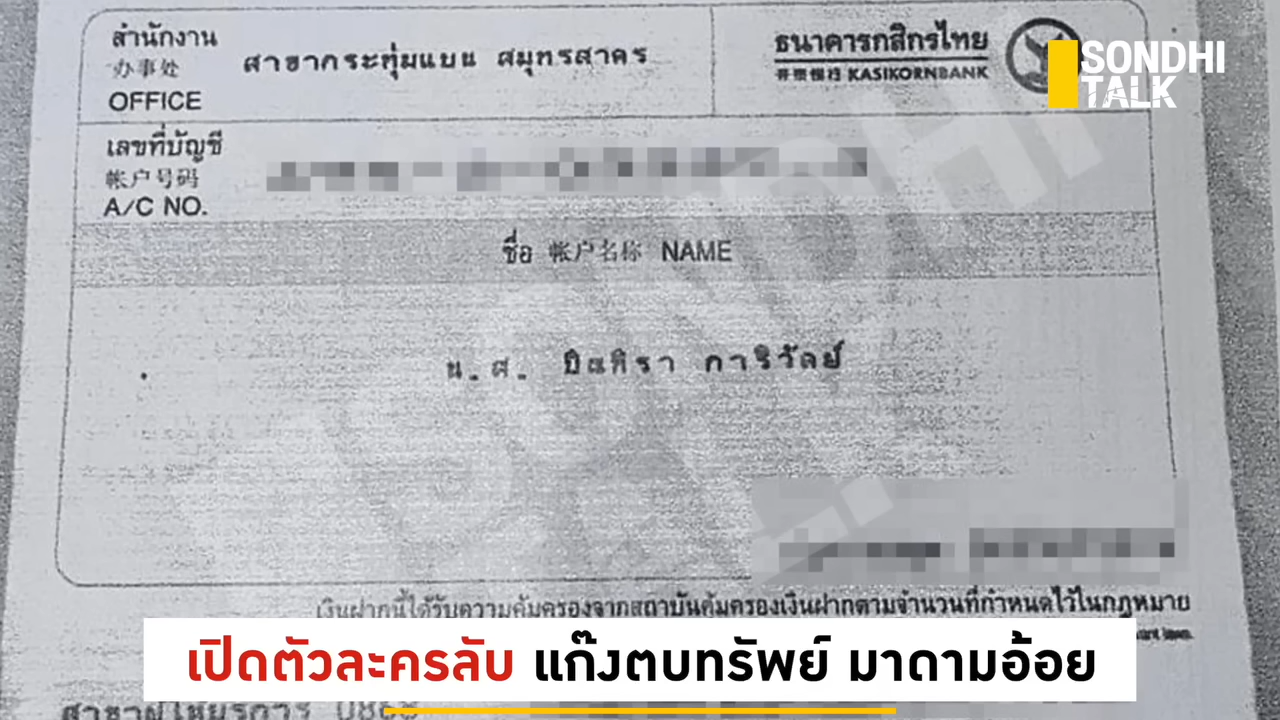 สำนักงาน
办事处
OFFICE
สาขากระทุ่มแบน สมุทรสาคร
ธนาคารกสิกรไทย
开泰银行 KASIKORNBANK
SONDHI
TALK
เลขที่บัญชี
帐户号码
A/C NO.
ชื่อ 帐户名称 NAME
น.ส. ปิณฑิรา การิวัลย์
เงินฝากนี้ได้รับความคุ้มครองจากสถาบันคุ้มครองเงินฝากตามจำนวนที่กำหนดไว้ในกฎหมาย
เปิดตัวละครลับ แก๊งตบทรัพย์ มาดามอ้อย